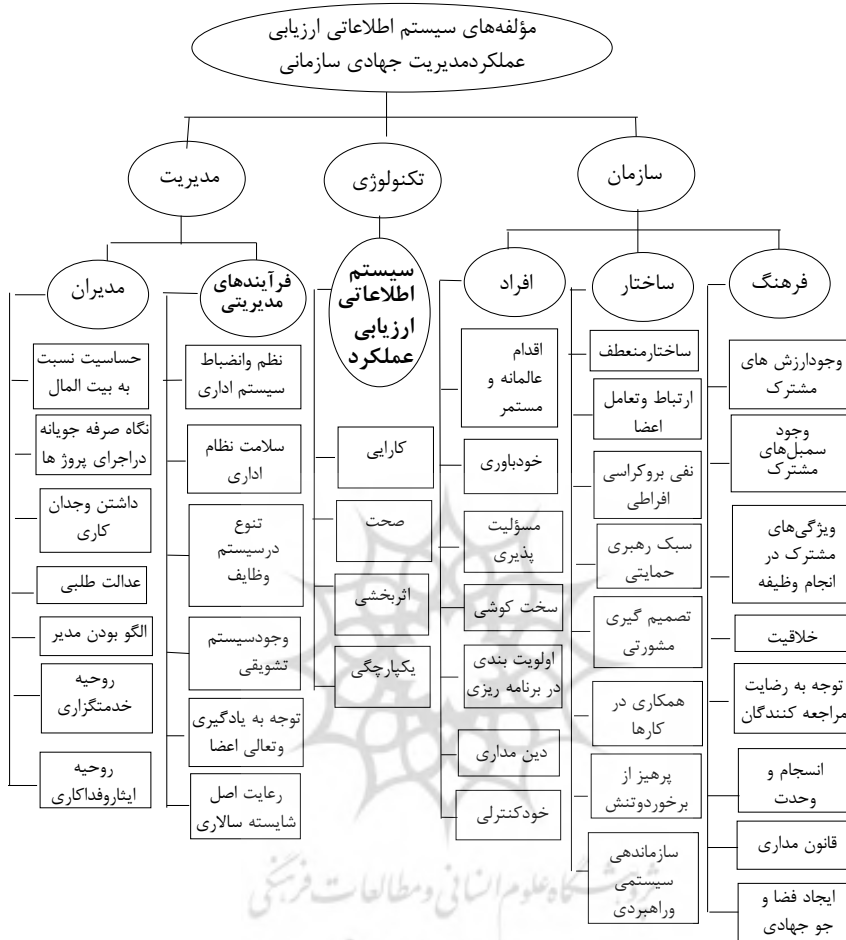 مؤلفه‌های سیستم اطلاعاتی ارزیابی
عملکردمدیریت جهادی سازمانی
سازمان
تکنولوژی
مدیریت
فرهنگ
ساختار
افراد
سیستم
اطلاعاتی
ارزیابی
عملکرد
فرآیندهای
مدیریتی
مدیران
وجودارزش های
مشترک
وجود
سمبل‌های
مشترک
ویژگی‌های
مشترک در
انجام وظیفه
خلاقیت
توجه به رضایت
مراجعه کنندگان
انسجام و
وحدت
قانون مداری
ایجاد فضا و
جو جهادی
ساختارمنعطف
ارتباط وتعامل
اعضا
نفی بروکراسی
افراطی
سبک رهبری
حمایتی
تصمیم گیری
مشورتی
همکاری در
کارها
پرهیز از
برخوردوتنش
سازماندهی
سیستمی
وراهبردی
اقدام
عالمانه و
مستمر
خودباوری
مسؤلیت
پذیری
سخت کوشی
اولویت بندی
در برنامه ریزی
دین مداری
خودکنترلی
کارایی
صحت
اثربخشی
یکپارچگی
نظم وانضباط
سیستم اداری
سلامت نظام
اداری
تنوع
درسیستم
وظایف
وجودسیستم
تشویقی
توجه به یادگیری
وتعالی اعضا
رعایت اصل
شایسته سالاری
حساسیت نسبت
به بیت المال
نگاه صرفه جویانه
دراجرای پروژ ها
داشتن وجدان
کاری
عدالت طلبی
الگو بودن مدیر
روحیه
خدمتگزاری
روحیه
ایثاروفداکاری
پژوهشگاه علوم انسانی و مطالعات فرهنگی